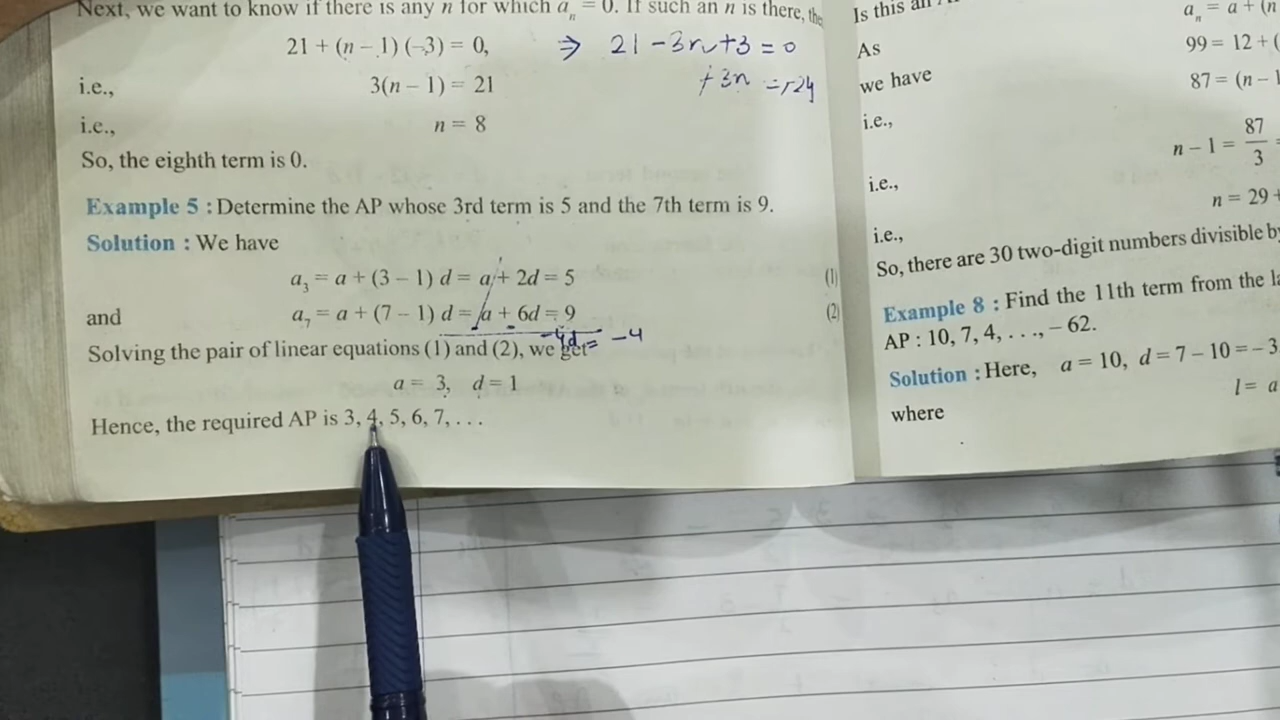 Next, we want to know if there is any n for which aₙ = 0. If such an n is there, the
21 + (n – 1) (–3) = 0, ⇒ 21 – 3n + 3 = 0
i.e., 3(n – 1) = 21 +3n = +24
i.e., n = 8
So, the eighth term is 0.
Example 5 : Determine the AP whose 3rd term is 5 and the 7th term is 9.
Solution : We have
a₃ = a + (3 – 1) d = a + 2d = 5 (1)
and a₇ = a + (7 – 1) d = a + 6d = 9 (2)
-4d = -4
Solving the pair of linear equations (1) and (2), we get
a = 3, d = 1
Hence, the required AP is 3, 4, 5, 6, 7, . . .
Is this an
aₙ = a + (n
As 99 = 12 + (
we have 87 = (n – 1
i.e., n – 1 = 87/3 =
i.e., n = 29 +
i.e.,
So, there are 30 two-digit numbers divisible by
Example 8 : Find the 11th term from the la
AP : 10, 7, 4, . . ., – 62.
Solution : Here, a = 10, d = 7 – 10 = – 3
where l = a